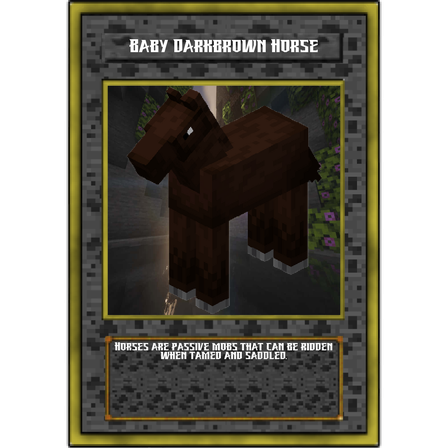 Baby Darkbrown Horse
Horses are passive mobs that can be ridden
when tamed and saddled.